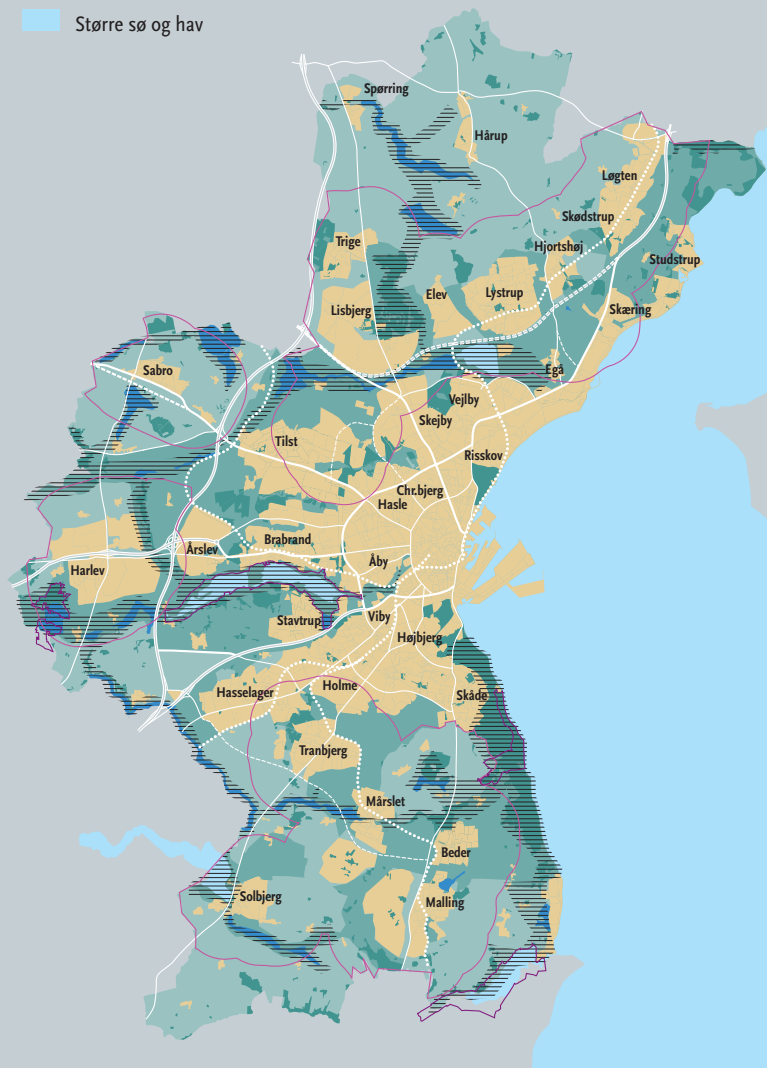 Større sø og hav
Spørring
Hårup
Løgten
Skødstrup
Trige
Hjortshøj
Studstrup
Elev
Lystrup
Lisbjerg
Skæring
Sabro
Egå
Vejlby
Skejby
Tilst
Risskov
Chr.bjerg
Hasle
Brabrand
Årslev
Åby
Harlev
Stavtrup
Viby
Højbjerg
Hasselager
Holme
Skåde
Tranbjerg
Mårslet
Beder
Solbjerg
Malling